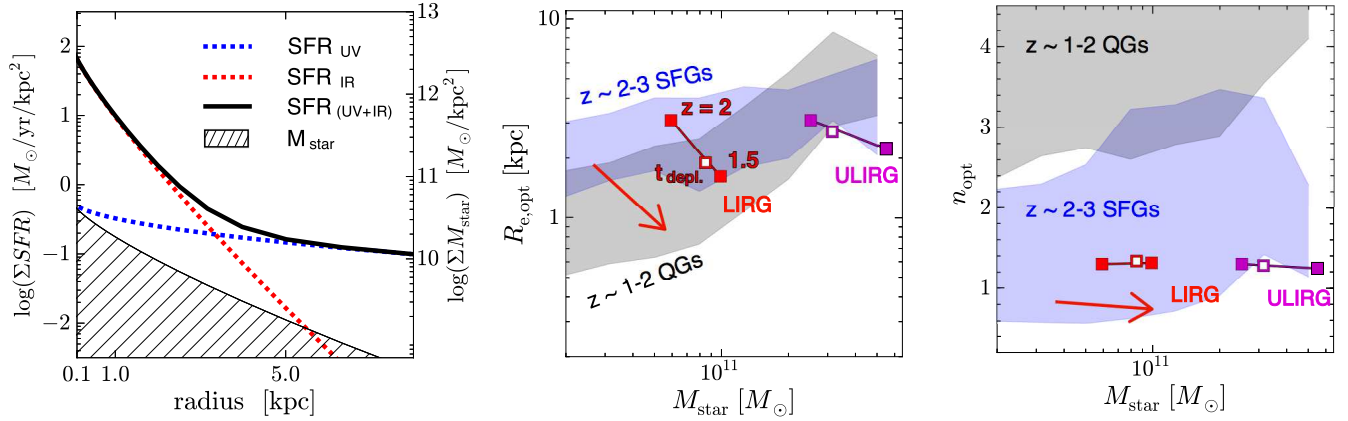 log(ΣSFR) [M⊙/yr/kpc²]
2
1
0
−1
−2
SFR UV
SFR IR
SFR (UV+IR)
M star
13
12
11
10
log(ΣMstar) [M⊙/kpc²]
0.1 1.0 5.0
radius [kpc]
Re,opt [kpc]
10
1
z ~ 2-3 SFGs
z = 2
1.5
t depl.
LIRG
ULIRG
z ~ 1-2 QGs
10¹¹
Mstar [M⊙]
nopt
4
3
2
1
z ~ 1-2 QGs
z ~ 2-3 SFGs
LIRG
ULIRG
10¹¹
Mstar [M⊙]